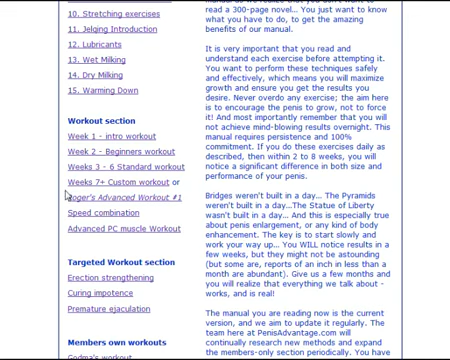 10. Stretching exercises
11. Jelging Introduction
12. Lubricants
13. Wet Milking
14. Dry Milking
15. Warming Down
Workout section
Week 1 - intro workout
Week 2 - Beginners workout
Weeks 3 - 6 Standard workout
Weeks 7+ Custom workout or
Roger's Advanced Workout #1
Speed combination
Advanced PC muscle Workout
Targeted Workout section
Erection strengthening
Curing impotence
Premature ejaculation
Members own workouts
Godma's workout
read a 300-page novel... You just want to know
what you have to do, to get the amazing
benefits of our manual.
It is very important that you read and
understand each exercise before attempting it.
You want to perform these techniques safely
and effectively, which means you will maximize
growth and ensure you get the results you
desire. Never overdo any exercise; the aim here
is to encourage the penis to grow, not to force
it! And most importantly remember that you will
not achieve mind-blowing results overnight. This
manual requires persistence and 100%
commitment. If you do these exercises daily as
described, then within 2 to 8 weeks, you will
notice a significant difference in both size and
performance of your penis.
Bridges weren't built in a day... The Pyramids
weren't built in a day...The Statue of Liberty
wasn't built in a day... And this is especially true
about penis enlargement, or any kind of body
enhancement. The key is to start slowly and
work your way up... You WILL notice results in a
few weeks, but they might not be astounding
(but some are, reports of an inch in less than a
month are abundant). Give us a few months and
you will realize that everything we talk about -
works, and is real!
The manual you are reading now is the current
version, and we aim to update it regularly. The
team here at PenisAdvantage.com will
continually research new methods and expand
the members-only section periodically. You have